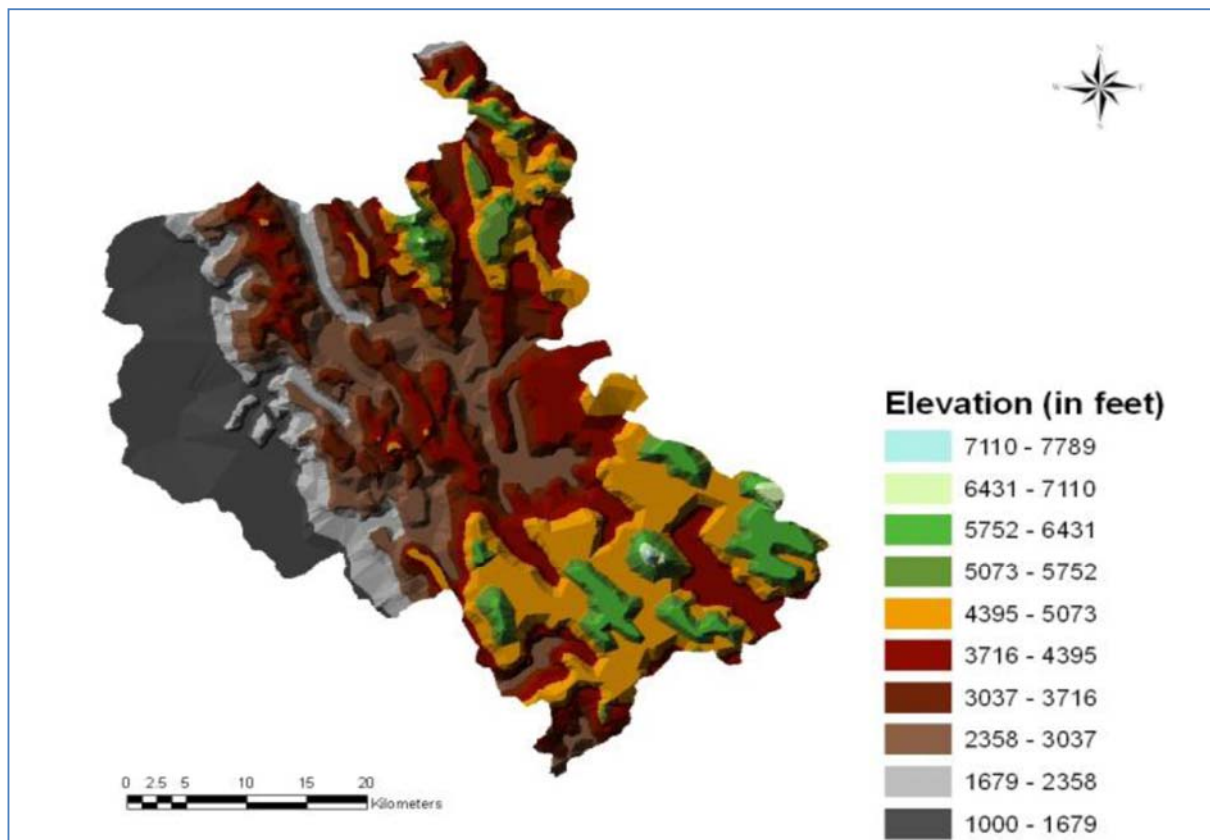 N
W E
S
Elevation (in feet)
7110 - 7789
6431 - 7110
5752 - 6431
5073 - 5752
4395 - 5073
3716 - 4395
3037 - 3716
2358 - 3037
1679 - 2358
1000 - 1679
0 2.5 5 10 15 20
Kilometers